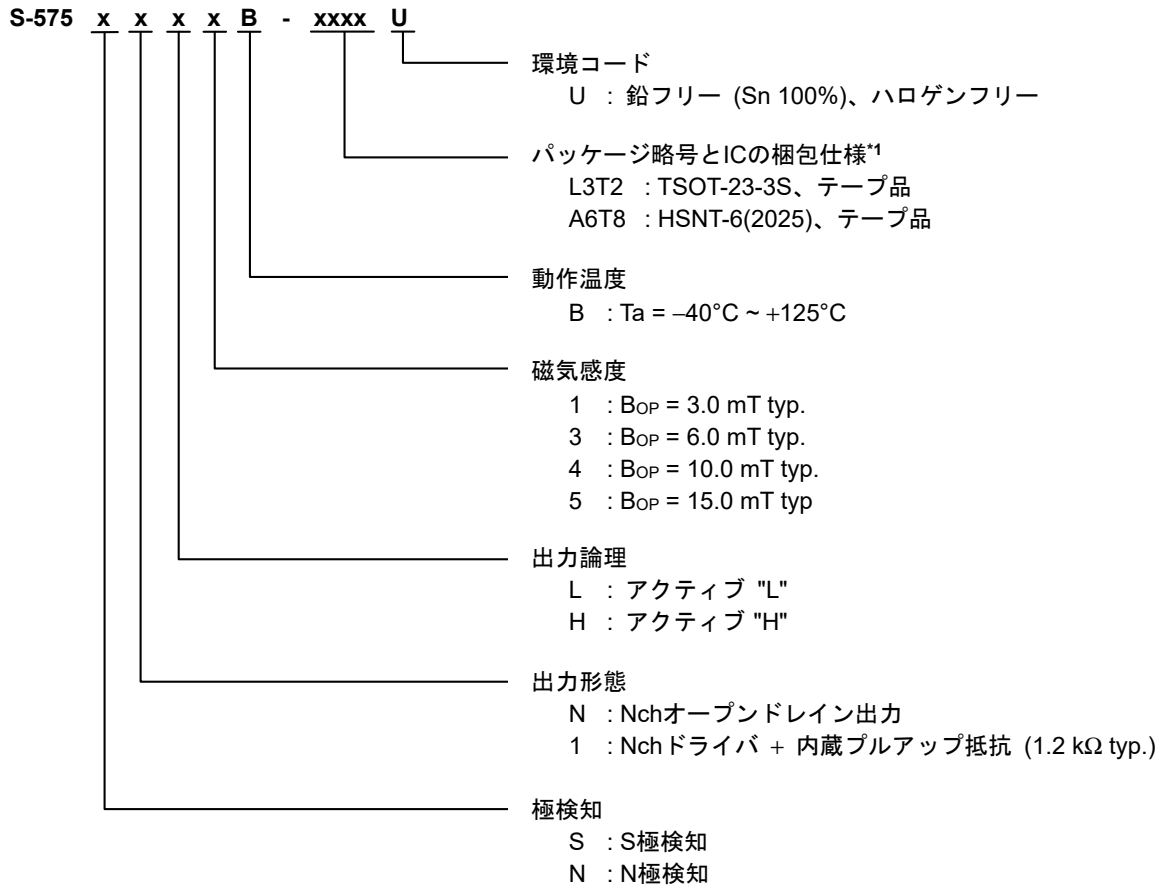 S-575 x x x x B - xxxx U
環境コード
U : 鉛フリー (Sn 100%)、ハロゲンフリー
パッケージ略号とICの梱包仕様*1
L3T2 : TSOT-23-3S、テープ品
A6T8 : HSNT-6(2025)、テープ品
動作温度
B : Ta = −40°C ~ +125°C
磁気感度
1 : BOP = 3.0 mT typ.
3 : BOP = 6.0 mT typ.
4 : BOP = 10.0 mT typ.
5 : BOP = 15.0 mT typ
出力論理
L : アクティブ "L"
H : アクティブ "H"
出力形態
N : Nchオープンドレイン出力
1 : Nchドライバ + 内蔵プルアップ抵抗 (1.2 kΩ typ.)
極検知
S : S極検知
N : N極検知